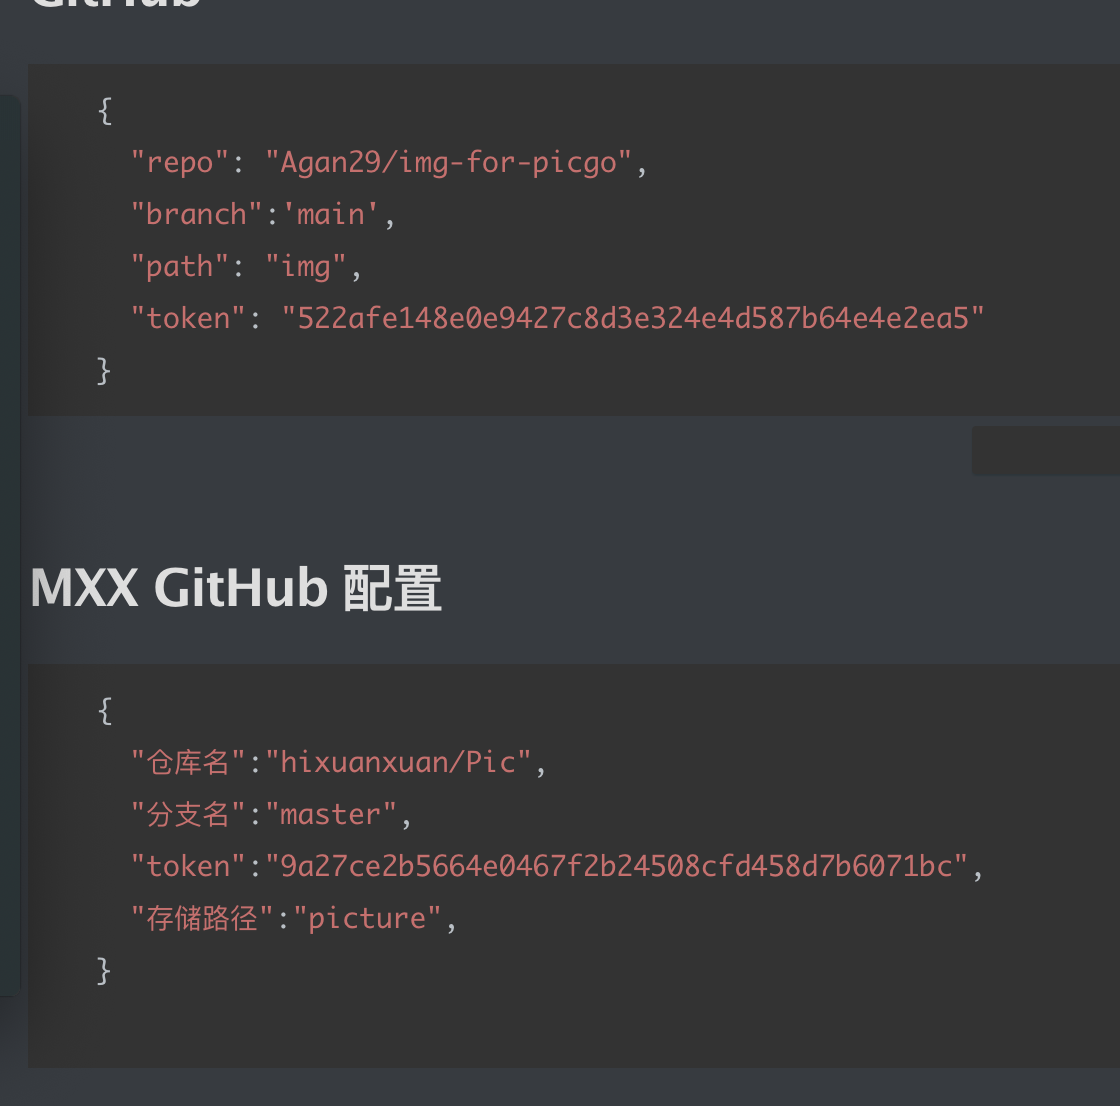 GitHub
{
"repo": "Agan29/img-for-picgo",
"branch":'main',
"path": "img",
"token": "522afe148e0e9427c8d3e324e4d587b64e4e2ea5"
}
MXX GitHub 配置
{
"仓库名":"hixuanxuan/Pic",
"分支名":"master",
"token":"9a27ce2b5664e0467f2b24508cfd458d7b6071bc",
"存储路径":"picture",
}